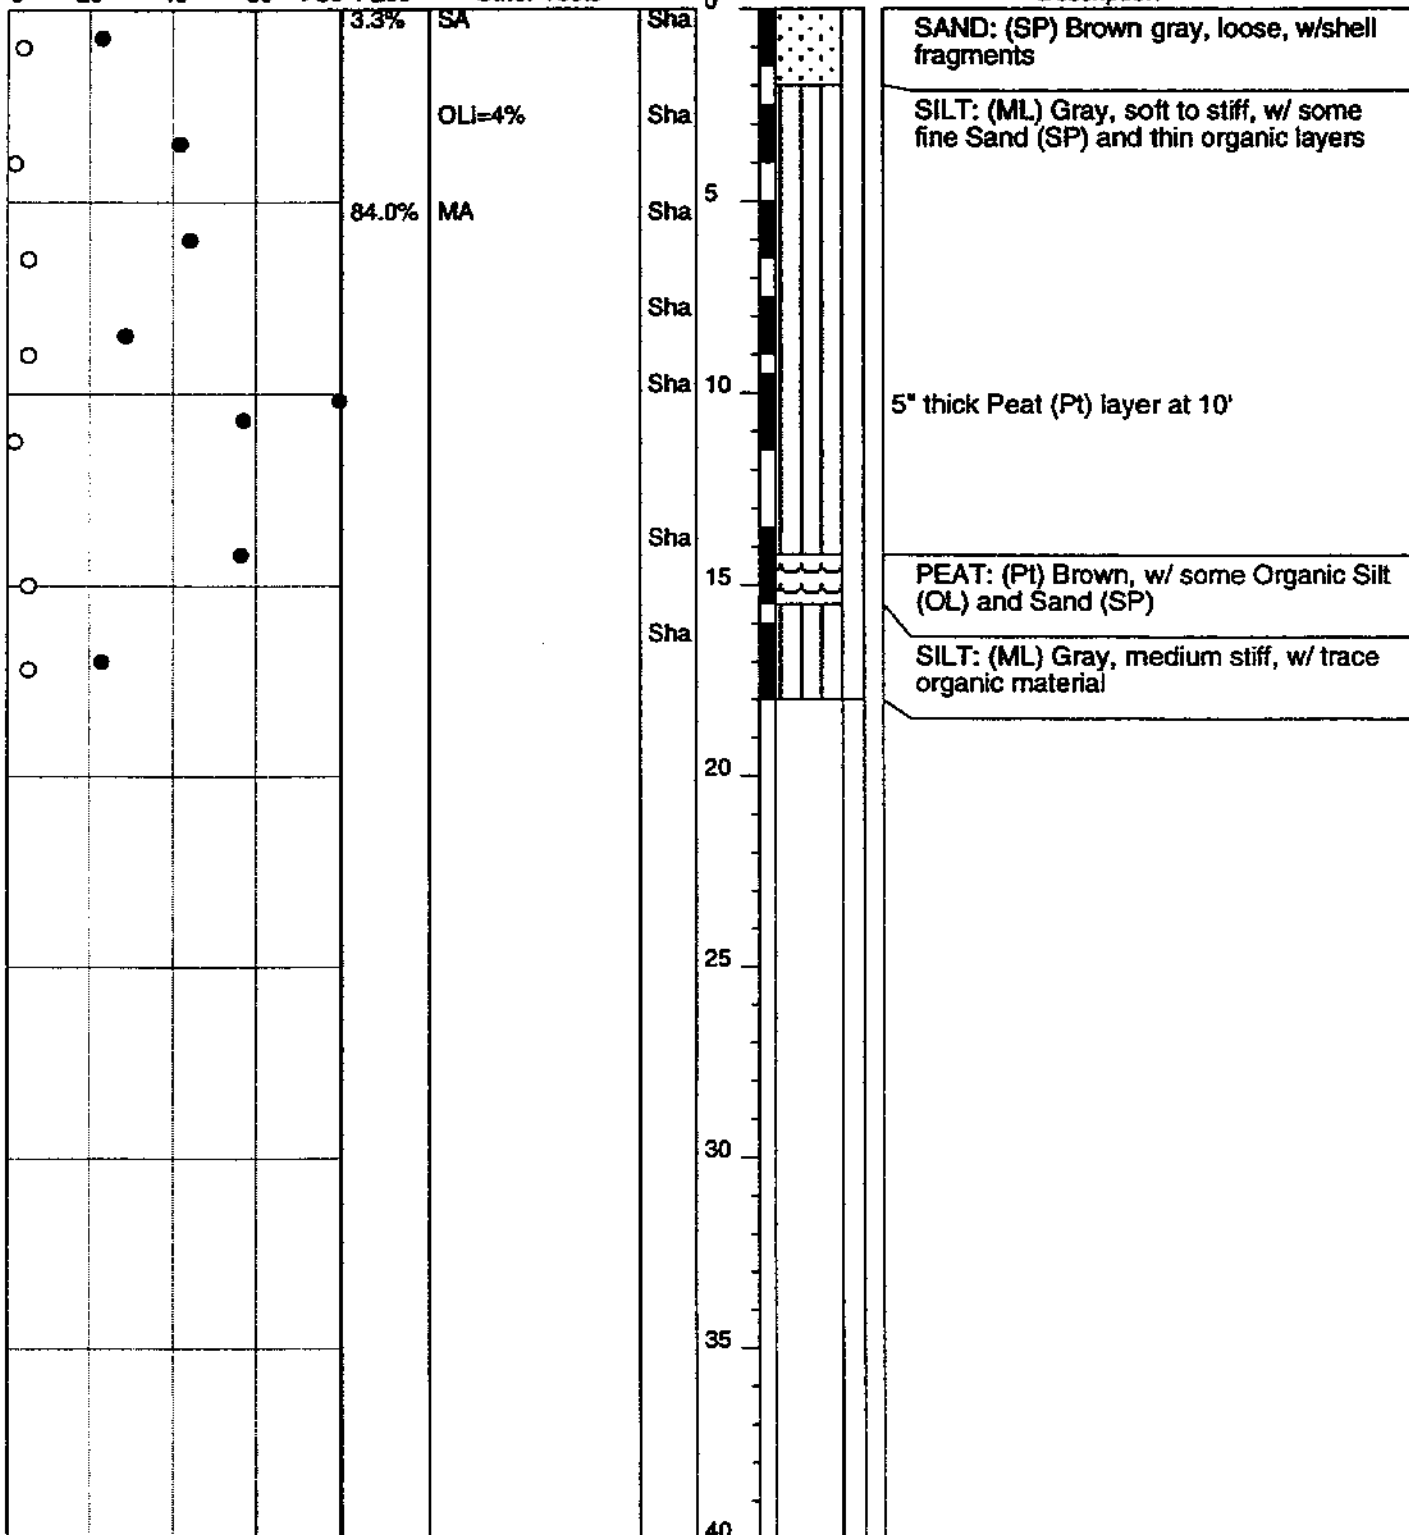 0
3.3% SA Sha
SAND: (SP) Brown gray, loose, w/shell
fragments
OLi=4% Sha
SILT: (ML) Gray, soft to stiff, w/ some
fine Sand (SP) and thin organic layers
5
84.0% MA Sha
Sha
Sha 10
5" thick Peat (Pt) layer at 10'
Sha
15
PEAT: (Pt) Brown, w/ some Organic Silt
(OL) and Sand (SP)
Sha
SILT: (ML) Gray, medium stiff, w/ trace
organic material
20
25
30
35
40